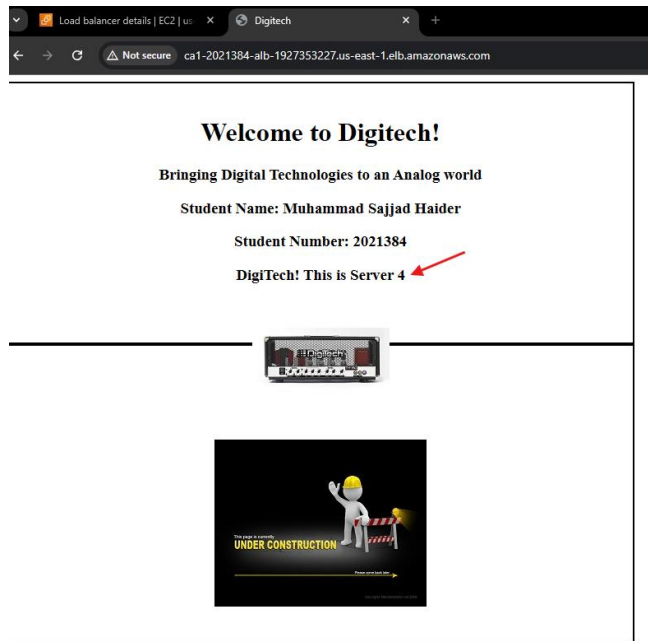 Load balancer details | EC2 | us
Digitech
Not secure
ca1-2021384-alb-1927353227.us-east-1.elb.amazonaws.com
Welcome to Digitech!
Bringing Digital Technologies to an Analog world
Student Name: Muhammad Sajjad Haider
Student Number: 2021384
DigiTech! This is Server 4
DigiTech
This page is currently
UNDER CONSTRUCTION
Please come back later